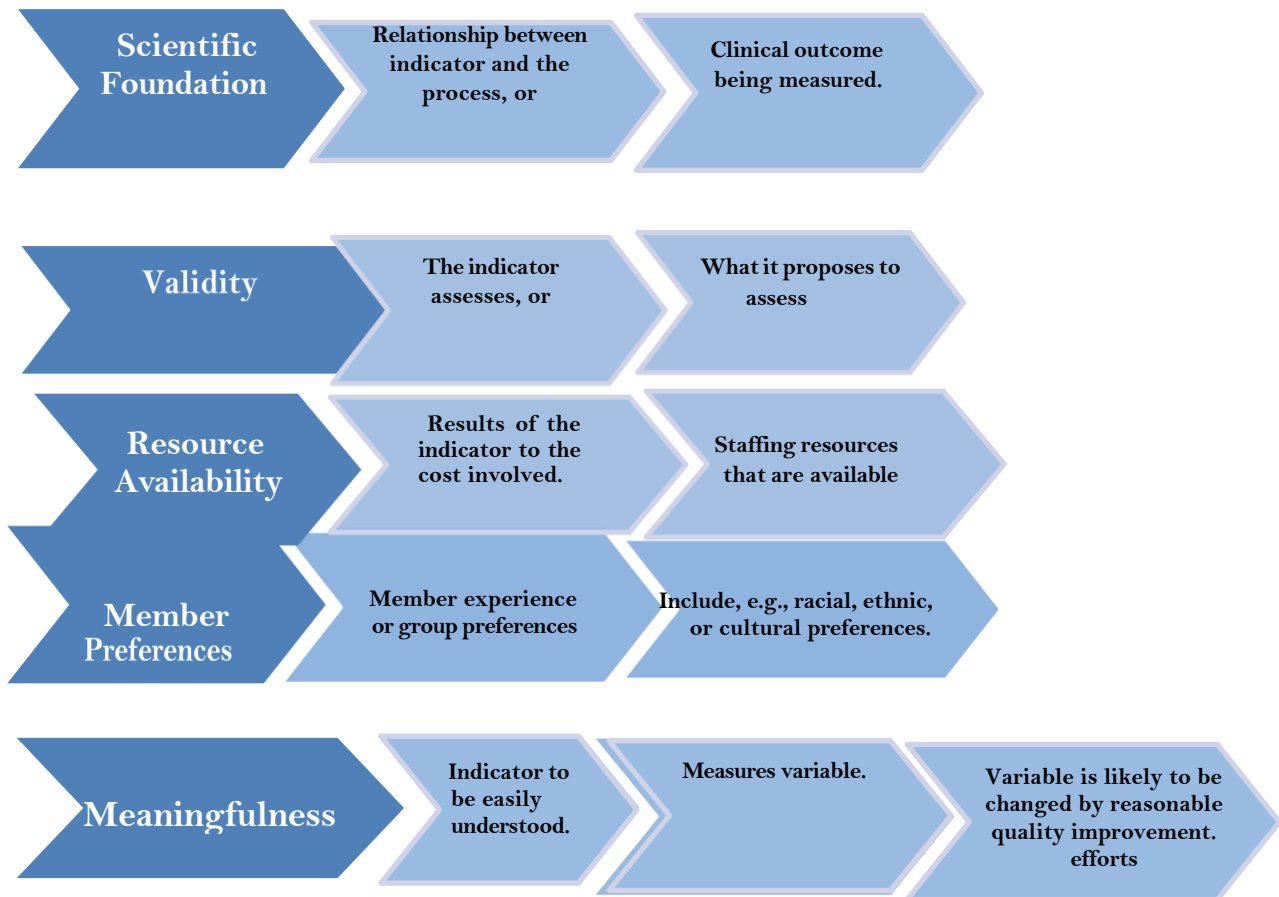 Scientific
Foundation
Relationship between
indicator and the
process, or
Clinical outcome
being measured.
Validity
The indicator
assesses, or
What it proposes to
assess
Resource
Availability
Results of the
indicator to the
cost involved.
Staffing resources
that are available
Member
Preferences
Member experience
or group preferences
Include, e.g., racial, ethnic,
or cultural preferences.
Meaningfulness
Indicator to
be easily
understood.
Measures variable.
Variable is likely to be
changed by reasonable
quality improvement.
efforts